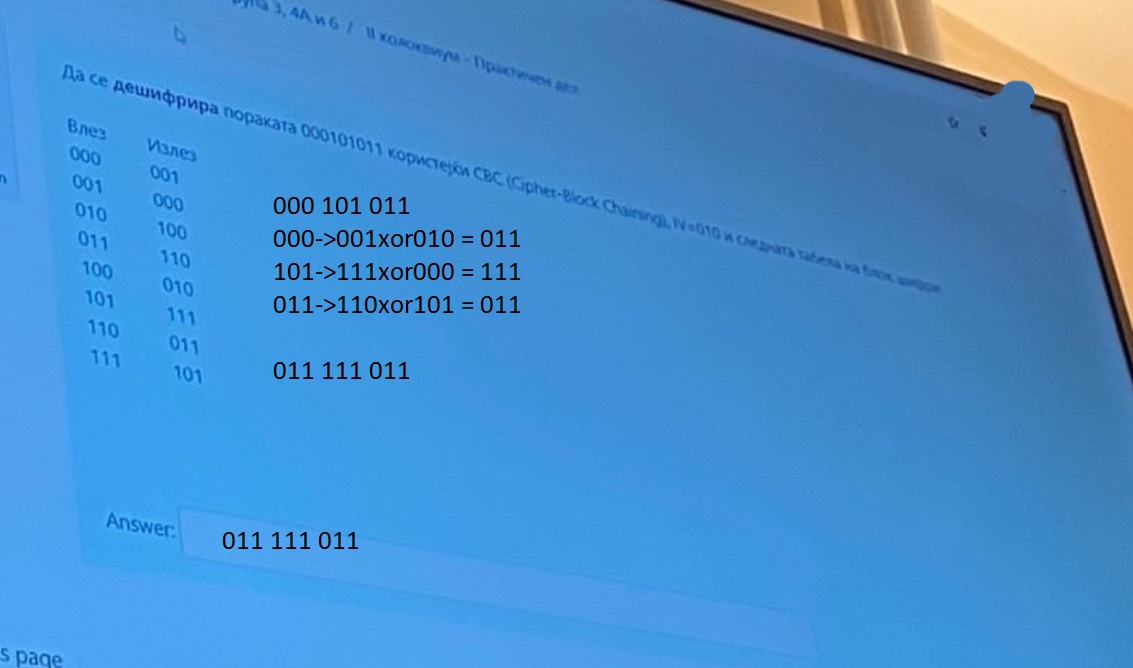 3, 4А и 6 / II колоквиум - Практичен дел
Да се дешифрира пораката 000101011 користејќи CBC (Cipher-Block Chaining), IV=010 и следната табела на блок шифри
Влез Излез
000 001
001 000
010 100
011 110
100 010
101 111
110 011
111 101
000 101 011
000->001xor010 = 011
101->111xor000 = 111
011->110xor101 = 011
011 111 011
Answer: 011 111 011
s page